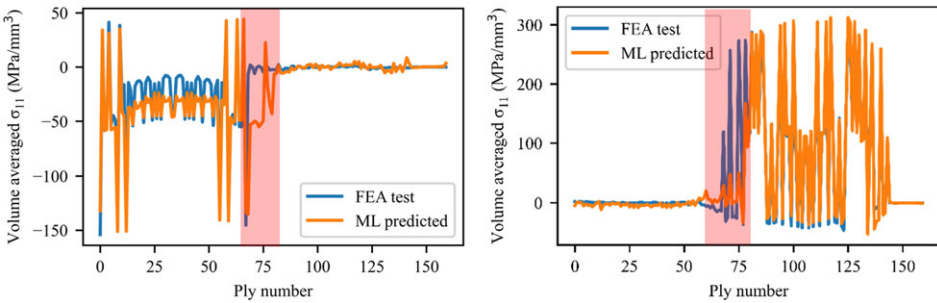 Volume averaged σ₁₁ (MPa/mm³)
50
0
−50
−100
−150
FEA test
ML predicted
0
25
50
75
100
125
150
Ply number
Volume averaged σ₁₁ (MPa/mm³)
300
200
100
0
FEA test
ML predicted
0
25
50
75
100
125
150
Ply number